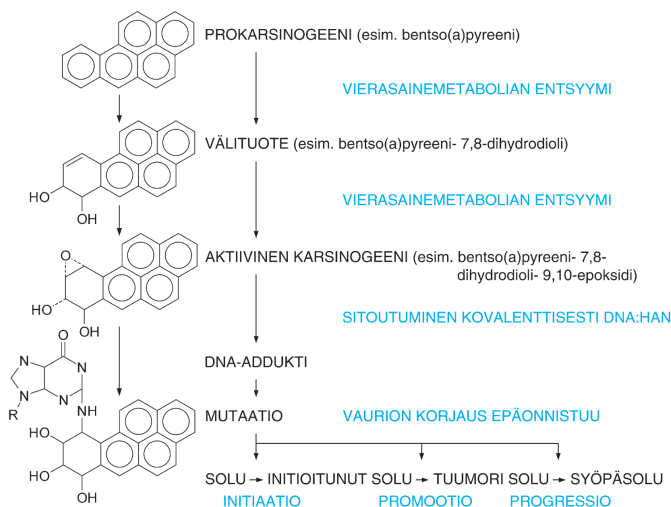 PROKARSINOGEENI (esim. bentso(a)pyreeni)
VIERASAINEMETABOLIAN ENTSYYMI
VÄLITUOTE (esim. bentso(a)pyreeni- 7,8-dihydrodioli)
HO
OH
VIERASAINEMETABOLIAN ENTSYYMI
O
AKTIIVINEN KARSINOGEENI (esim. bentso(a)pyreeni- 7,8-
dihydrodioli- 9,10-epoksidi)
HO
OH
SITOUTUMINEN KOVALENTTISESTI DNA:HAN
O
N
N
DNA-ADDUKTI
N
N
R
NH
MUTAATIO
VAURION KORJAUS EPÄONNISTUU
HO
HO
OH
SOLU INITIOITUNUT SOLU TUUMORI SOLU SYÖPÄSOLU
INITIAATIO PROMOOTIO PROGRESSIO